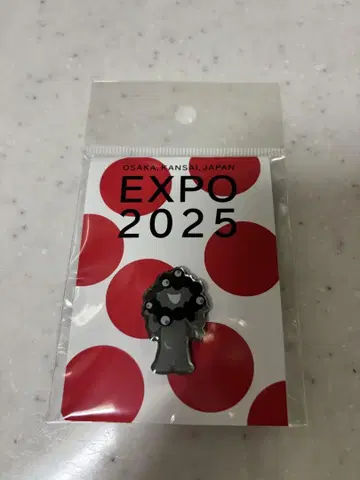 OSAKA, KANSAI, JAPAN
EXPO
2025